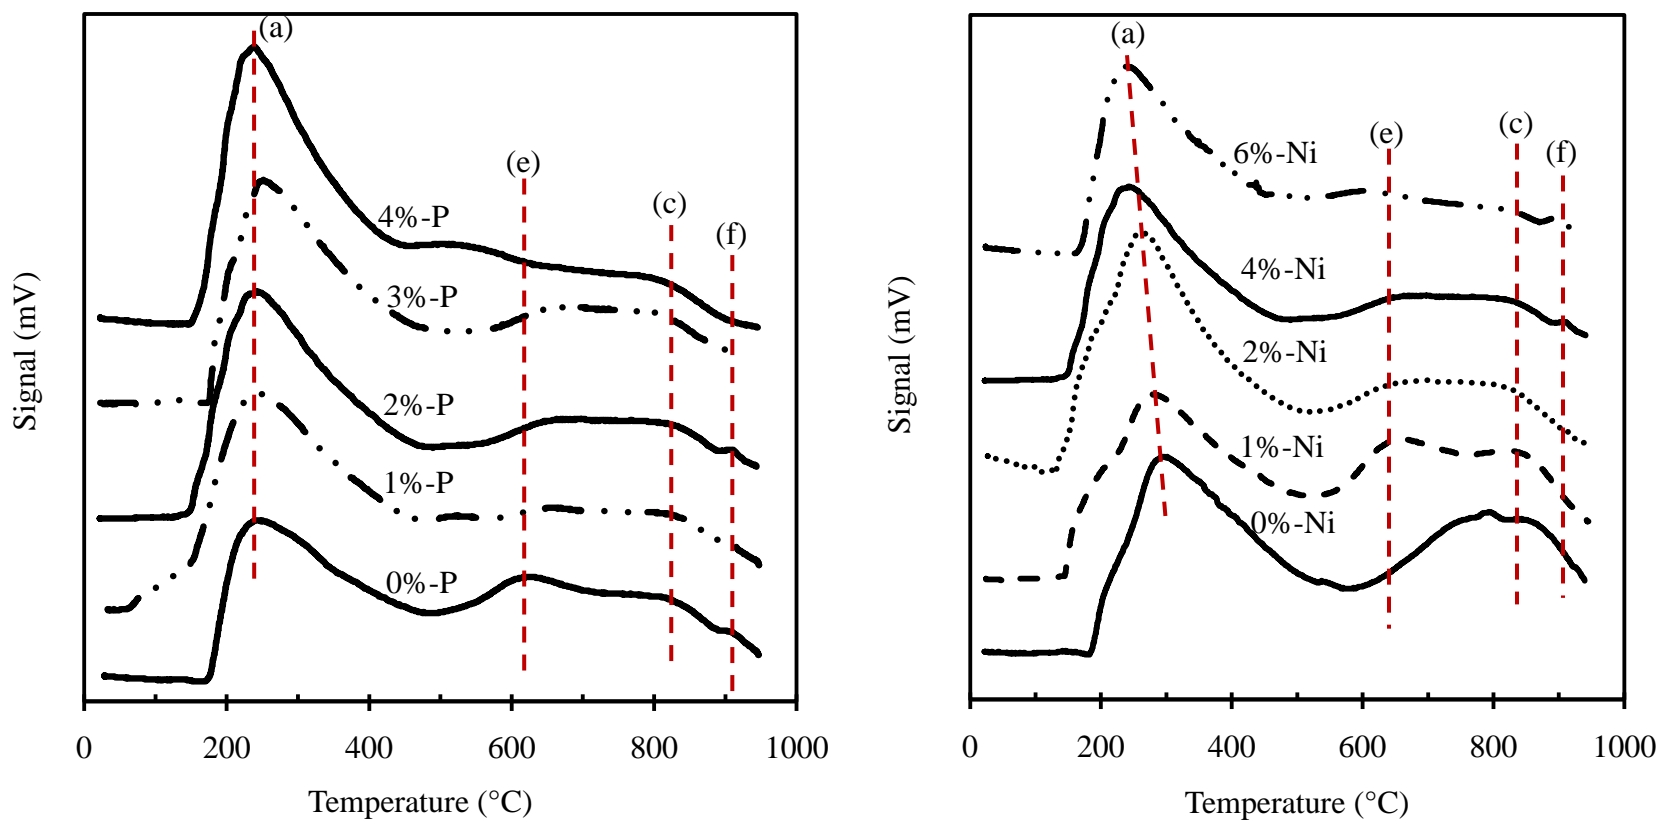 (a)
(e)
(c)
(f)
4%-P
3%-P
2%-P
1%-P
0%-P
Signal (mV)
0 200 400 600 800 1000
Temperature (°C)
(a)
(e)
(c)
(f)
6%-Ni
4%-Ni
2%-Ni
1%-Ni
0%-Ni
Signal (mV)
0 200 400 600 800 1000
Temperature (°C)